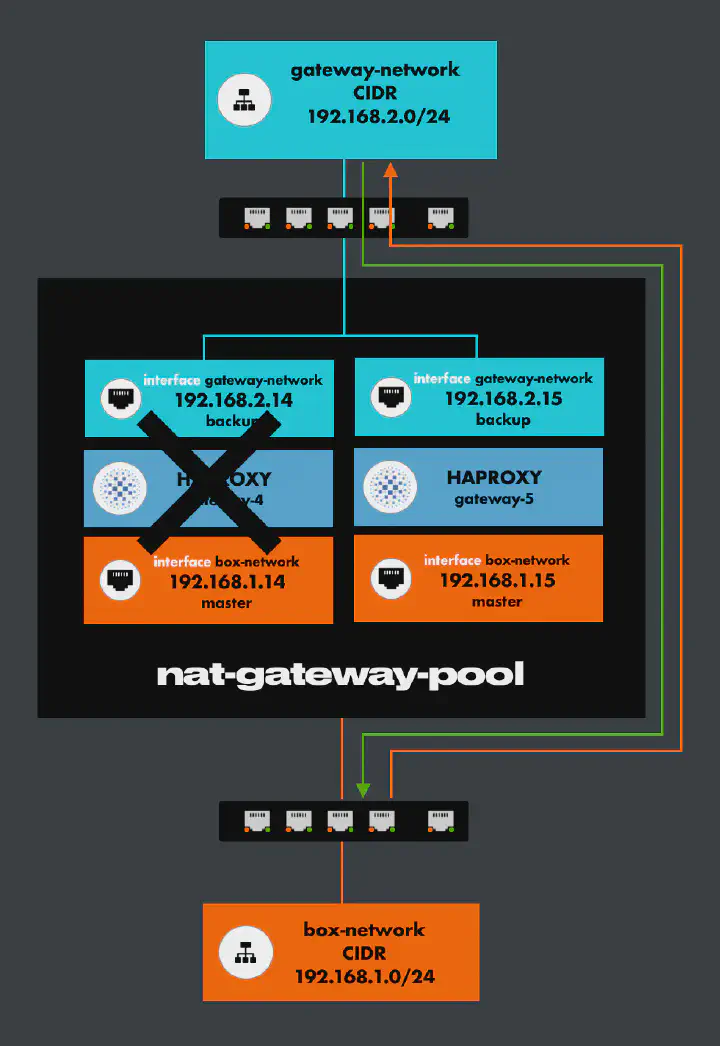 gateway-network
CIDR
192.168.2.0/24
interface gateway-network
192.168.2.14
backup
HAPROXY
interface box-network
192.168.1.14
master
interface gateway-network
192.168.2.15
backup
HAPROXY
gateway-5
interface box-network
192.168.1.15
master
nat-gateway-pool
box-network
CIDR
192.168.1.0/24